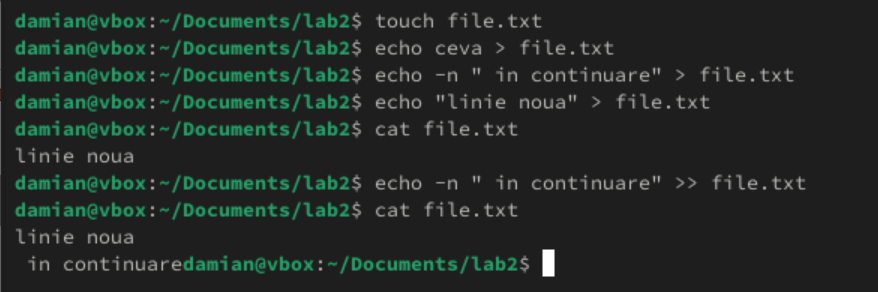 damian@vbox:~/Documents/lab2$ touch file.txt
damian@vbox:~/Documents/lab2$ echo ceva > file.txt
damian@vbox:~/Documents/lab2$ echo -n " in continuare" > file.txt
damian@vbox:~/Documents/lab2$ echo "linie noua" > file.txt
damian@vbox:~/Documents/lab2$ cat file.txt
linie noua
damian@vbox:~/Documents/lab2$ echo -n " in continuare" >> file.txt
damian@vbox:~/Documents/lab2$ cat file.txt
linie noua
 in continuaredamian@vbox:~/Documents/lab2$